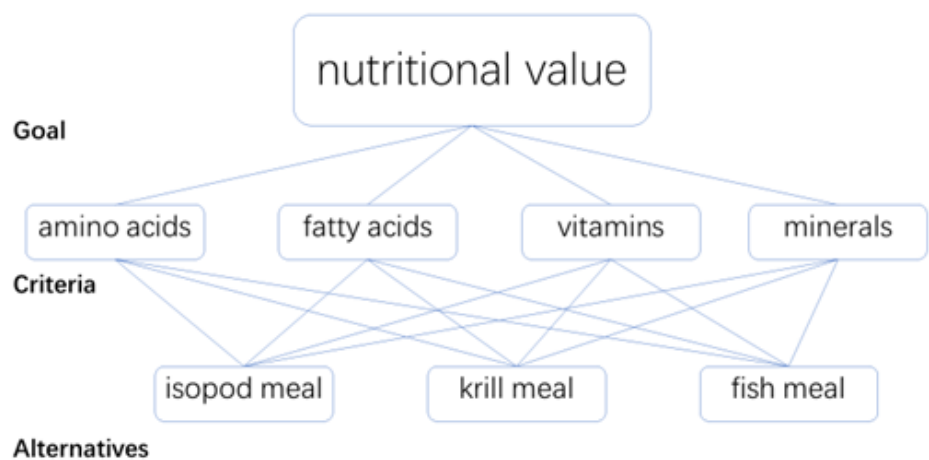 nutritional value
Goal
amino acids fatty acids vitamins minerals
Criteria
isopod meal krill meal fish meal
Alternatives